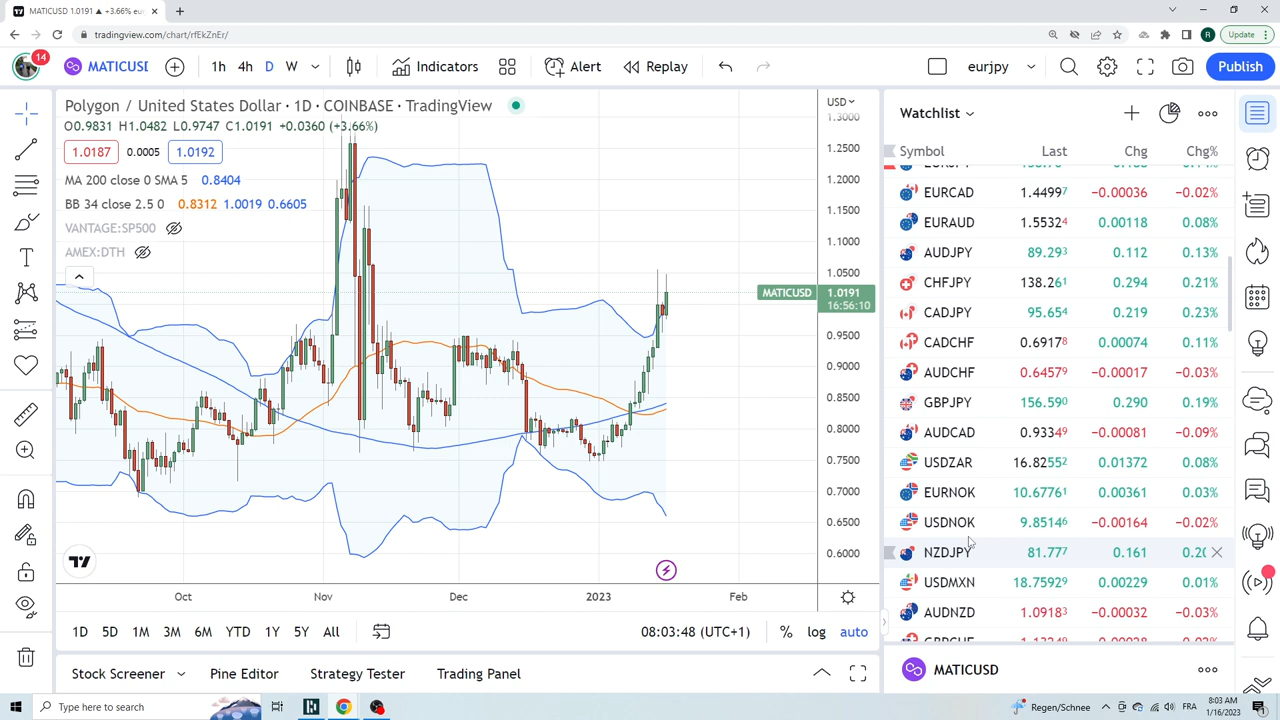 MATICUSD 1.0191 ▲ +3.66% eu
tradingview.com/chart/rfEkZnEr/
R
Update
14
MATICUSD
1h 4h D W
Indicators
Alert
Replay
eurjpy
Publish
Polygon / United States Dollar · 1D · COINBASE · TradingView
O0.9831 H1.0482 L0.9747 C1.0191 +0.0360 (+3.66%)
1.0187 0.0005 1.0192
MA 200 close 0 SMA 5 0.8404
BB 34 close 2.5 0 0.8312 1.0019 0.6605
VANTAGE:SP500
AMEX:DTH
USD
1.3000
1.2500
1.2000
1.1500
1.1000
1.0500
MATICUSD 1.0191
16:56:10
0.9500
0.9000
0.8500
0.8000
0.7500
0.7000
0.6500
0.6000
Oct Nov Dec 2023 Feb
1D 5D 1M 3M 6M YTD 1Y 5Y All
08:03:48 (UTC+1) % log auto
Stock Screener Pine Editor Strategy Tester Trading Panel
Watchlist
Symbol Last Chg Chg%
EURCAD 1.44997 −0.00036 −0.02%
EURAUD 1.55324 0.00118 0.08%
AUDJPY 89.293 0.112 0.13%
CHFJPY 138.261 0.294 0.21%
CADJPY 95.654 0.219 0.23%
CADCHF 0.69178 0.00074 0.11%
AUDCHF 0.64579 −0.00017 −0.03%
GBPJPY 156.590 0.290 0.19%
AUDCAD 0.93349 −0.00081 −0.09%
USDZAR 16.82552 0.01372 0.08%
EURNOK 10.67761 0.00361 0.03%
USDNOK 9.85146 −0.00164 −0.02%
NZDJPY 81.777 0.161 0.20
USDMXN 18.75929 0.00229 0.01%
AUDNZD 1.09183 −0.00032 −0.03%
MATICUSD
Type here to search
Regen/Schnee
FRA
8:03 AM
1/16/2023